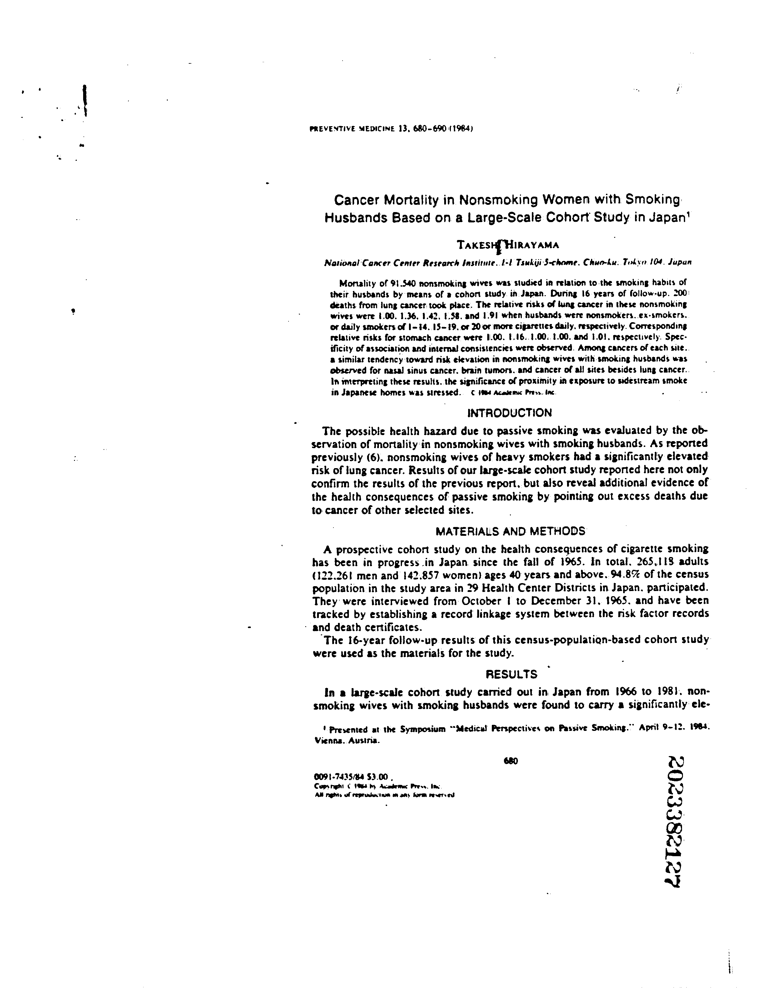 PREVENTIVE MEDICINE 13, 680-690 (1984)
Cancer Mortality in Nonsmoking Women with Smoking
Husbands Based on a Large-Scale Cohort Study in Japan¹
TAKESHI HIRAYAMA
National Cancer Center Research Institute, 1-1 Tsukiji 5-chome, Chuo-ku, Tokyo 104, Japan
Mortality of 91,540 nonsmoking wives was studied in relation to the smoking habits of
their husbands by means of a cohort study in Japan. During 16 years of follow-up, 200
deaths from lung cancer took place. The relative risks of lung cancer in these nonsmoking
wives were 1.00, 1.36, 1.42, 1.58, and 1.91 when husbands were nonsmokers, ex-smokers,
or daily smokers of 1-14, 15-19, or 20 or more cigarettes daily, respectively. Corresponding
relative risks for stomach cancer were 1.00, 1.16, 1.00, 1.00, and 1.01, respectively. Spec-
ificity of association and internal consistencies were observed. Among cancers of each site,
a similar tendency toward risk elevation in nonsmoking wives with smoking husbands was
observed for nasal sinus cancer, brain tumors, and cancer of all sites besides lung cancer.
In interpreting these results, the significance of proximity in exposure to sidestream smoke
in Japanese homes was stressed. © 1984 Academic Press, Inc.
INTRODUCTION
The possible health hazard due to passive smoking was evaluated by the ob-
servation of mortality in nonsmoking wives with smoking husbands. As reported
previously (6), nonsmoking wives of heavy smokers had a significantly elevated
risk of lung cancer. Results of our large-scale cohort study reported here not only
confirm the results of the previous report, but also reveal additional evidence of
the health consequences of passive smoking by pointing out excess deaths due
to cancer of other selected sites.
MATERIALS AND METHODS
A prospective cohort study on the health consequences of cigarette smoking
has been in progress in Japan since the fall of 1965. In total, 265,118 adults
(122,261 men and 142,857 women) ages 40 years and above, 94.8% of the census
population in the study area in 29 Health Center Districts in Japan, participated.
They were interviewed from October 1 to December 31, 1965, and have been
tracked by establishing a record linkage system between the risk factor records
and death certificates.
The 16-year follow-up results of this census-population-based cohort study
were used as the materials for the study.
RESULTS
In a large-scale cohort study carried out in Japan from 1966 to 1981, non-
smoking wives with smoking husbands were found to carry a significantly ele-
¹ Presented at the Symposium "Medical Perspectives on Passive Smoking," April 9-12, 1984,
Vienna, Austria.
680
0091-7435/84 $3.00
Copyright © 1984 by Academic Press, Inc.
All rights of reproduction in any form reserved
2023382127